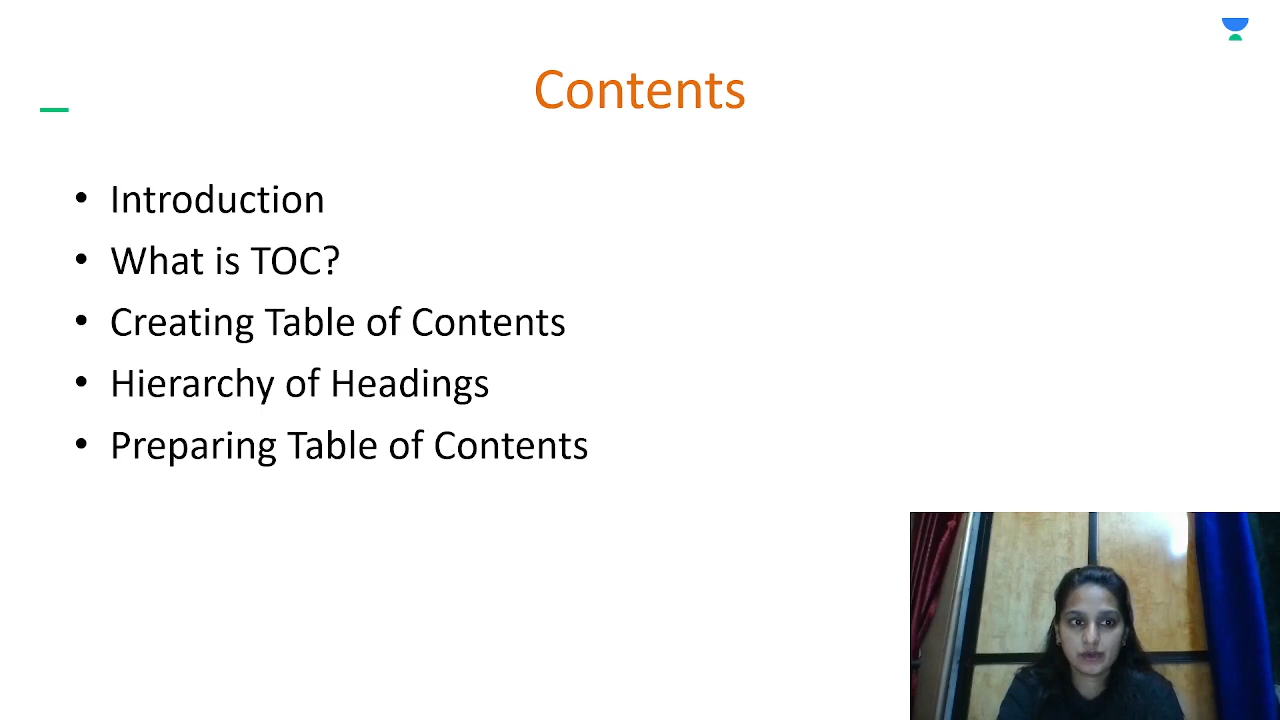 Contents
• Introduction
• What is TOC?
• Creating Table of Contents
• Hierarchy of Headings
• Preparing Table of Contents